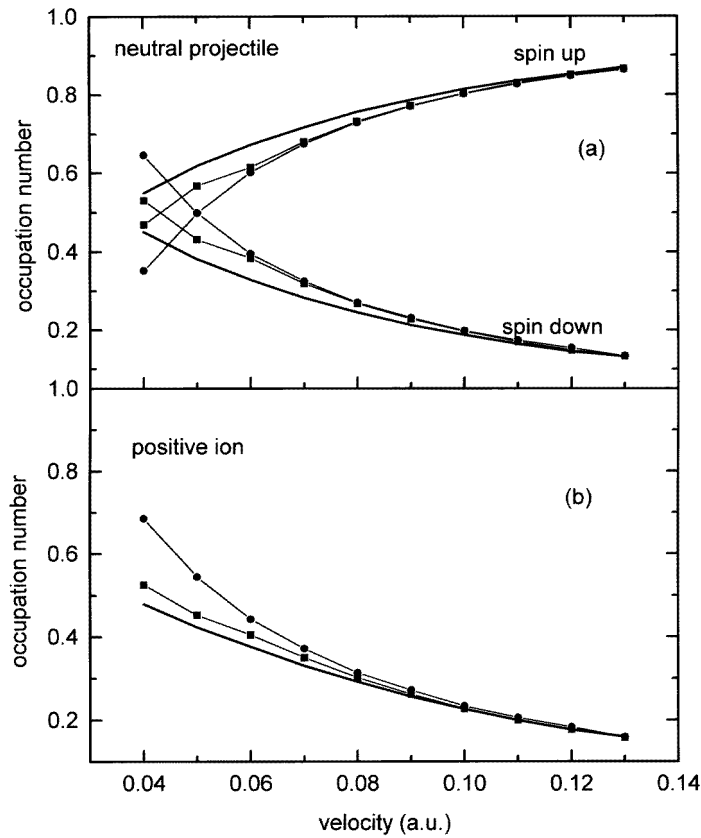 1.0
neutral projectile
spin up
0.8
(a)
0.6
occupation number
0.4
0.2
spin down
1.0
positive ion
0.8
(b)
0.6
occupation number
0.4
0.2
0.04 0.06 0.08 0.10 0.12 0.14
velocity (a.u.)